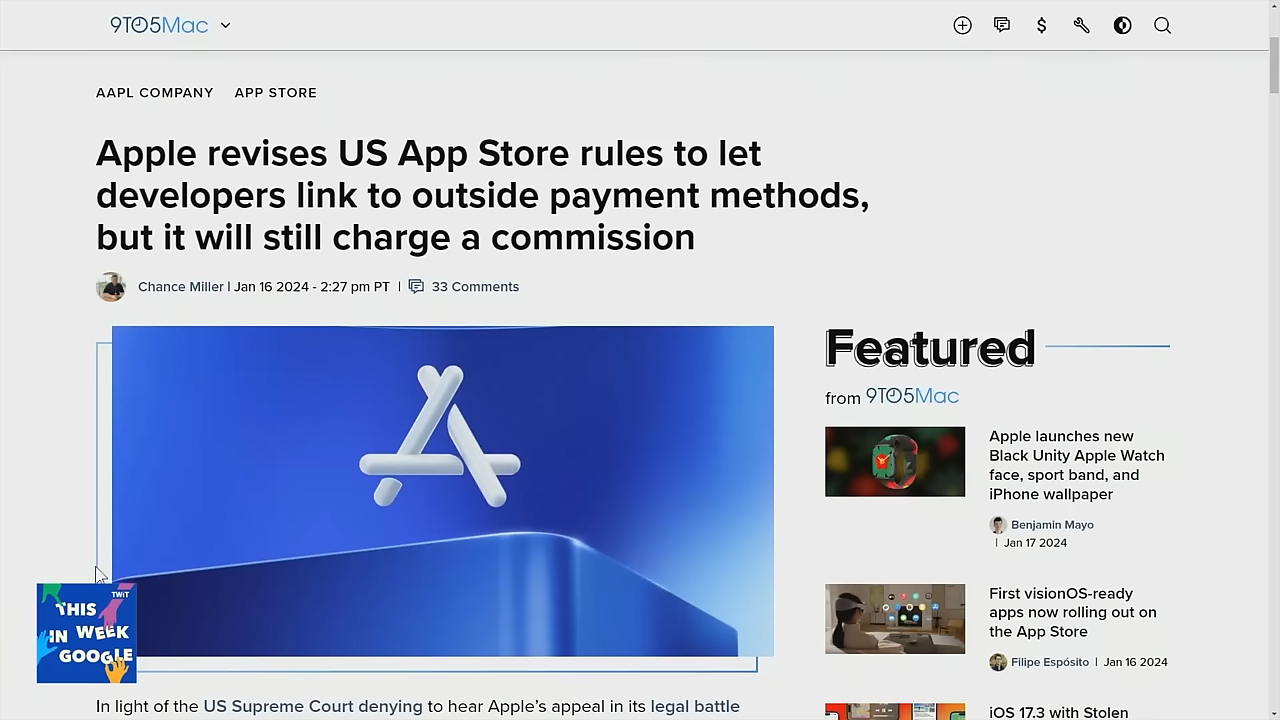 9TO5Mac
AAPL COMPANY APP STORE
Apple revises US App Store rules to let
developers link to outside payment methods,
but it will still charge a commission
Chance Miller | Jan 16 2024 - 2:27 pm PT | 33 Comments
Featured
from 9TO5Mac
Apple launches new
Black Unity Apple Watch
face, sport band, and
iPhone wallpaper
Benjamin Mayo
| Jan 17 2024
First visionOS-ready
apps now rolling out on
the App Store
Filipe Espósito | Jan 16 2024
iOS 17.3 with Stolen
TWiT
THIS
IN WEEK
GOOGLE
In light of the US Supreme Court denying to hear Apple's appeal in its legal battle